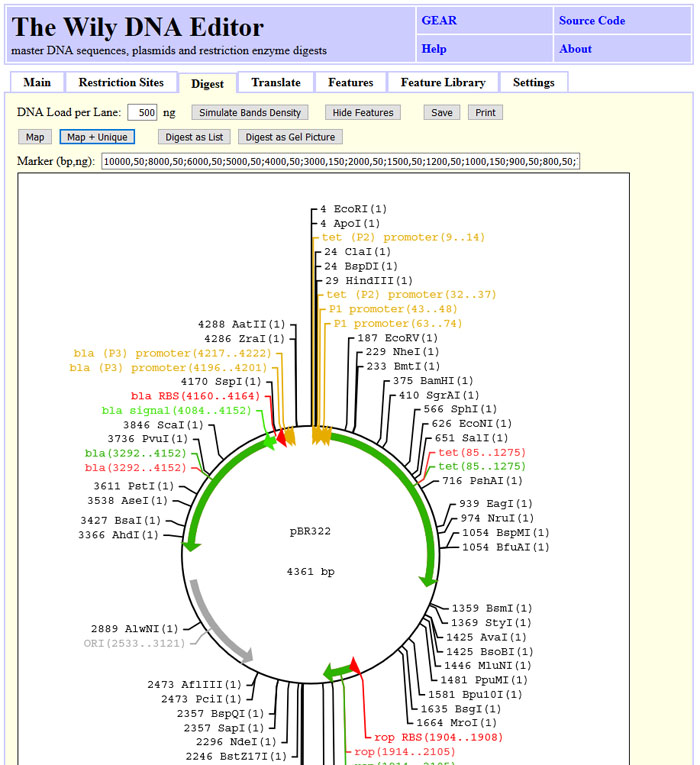 The Wily DNA Editor
master DNA sequences, plasmids and restriction enzyme digests
GEAR
Source Code
Help
About
Main
Restriction Sites
Digest
Translate
Features
Feature Library
Settings
DNA Load per Lane: 500 ng
Simulate Bands Density
Hide Features
Save
Print
Map
Map + Unique
Digest as List
Digest as Gel Picture
Marker (bp,ng): 10000,50;8000,50;6000,50;5000,50;4000,50;3000,150;2000,50;1500,50;1200,50;1000,150;900,50;800,50;
4 EcoRI(1)
4 ApoI(1)
tet (P2) promoter(9..14)
24 ClaI(1)
24 BspDI(1)
29 HindIII(1)
tet (P2) promoter(32..37)
P1 promoter(43..48)
P1 promoter(63..74)
187 EcoRV(1)
229 NheI(1)
233 BmtI(1)
375 BamHI(1)
410 SgrAI(1)
566 SphI(1)
626 EcoNI(1)
651 SalI(1)
tet(85..1275)
tet(85..1275)
716 PshAI(1)
939 EagI(1)
974 NruI(1)
1054 BspMI(1)
1054 BfuAI(1)
1359 BsmI(1)
1369 StyI(1)
1425 AvaI(1)
1425 BsoBI(1)
1446 MluNI(1)
1481 PpuMI(1)
1581 Bpu10I(1)
1635 BsgI(1)
1664 MroI(1)
rop RBS(1904..1908)
rop(1914..2105)
rop(1914..2105)
4288 AatII(1)
4286 ZraI(1)
bla (P3) promoter(4217..4222)
bla (P3) promoter(4196..4201)
4170 SspI(1)
bla RBS(4160..4164)
bla signal(4084..4152)
3846 ScaI(1)
3736 PvuI(1)
bla(3292..4152)
bla(3292..4152)
3611 PstI(1)
3538 AseI(1)
3427 BsaI(1)
3366 AhdI(1)
pBR322
4361 bp
2889 AlwNI(1)
ORI(2533..3121)
2473 AflIII(1)
2473 PciI(1)
2357 BspQI(1)
2357 SapI(1)
2296 NdeI(1)
2246 BstZ17I(1)